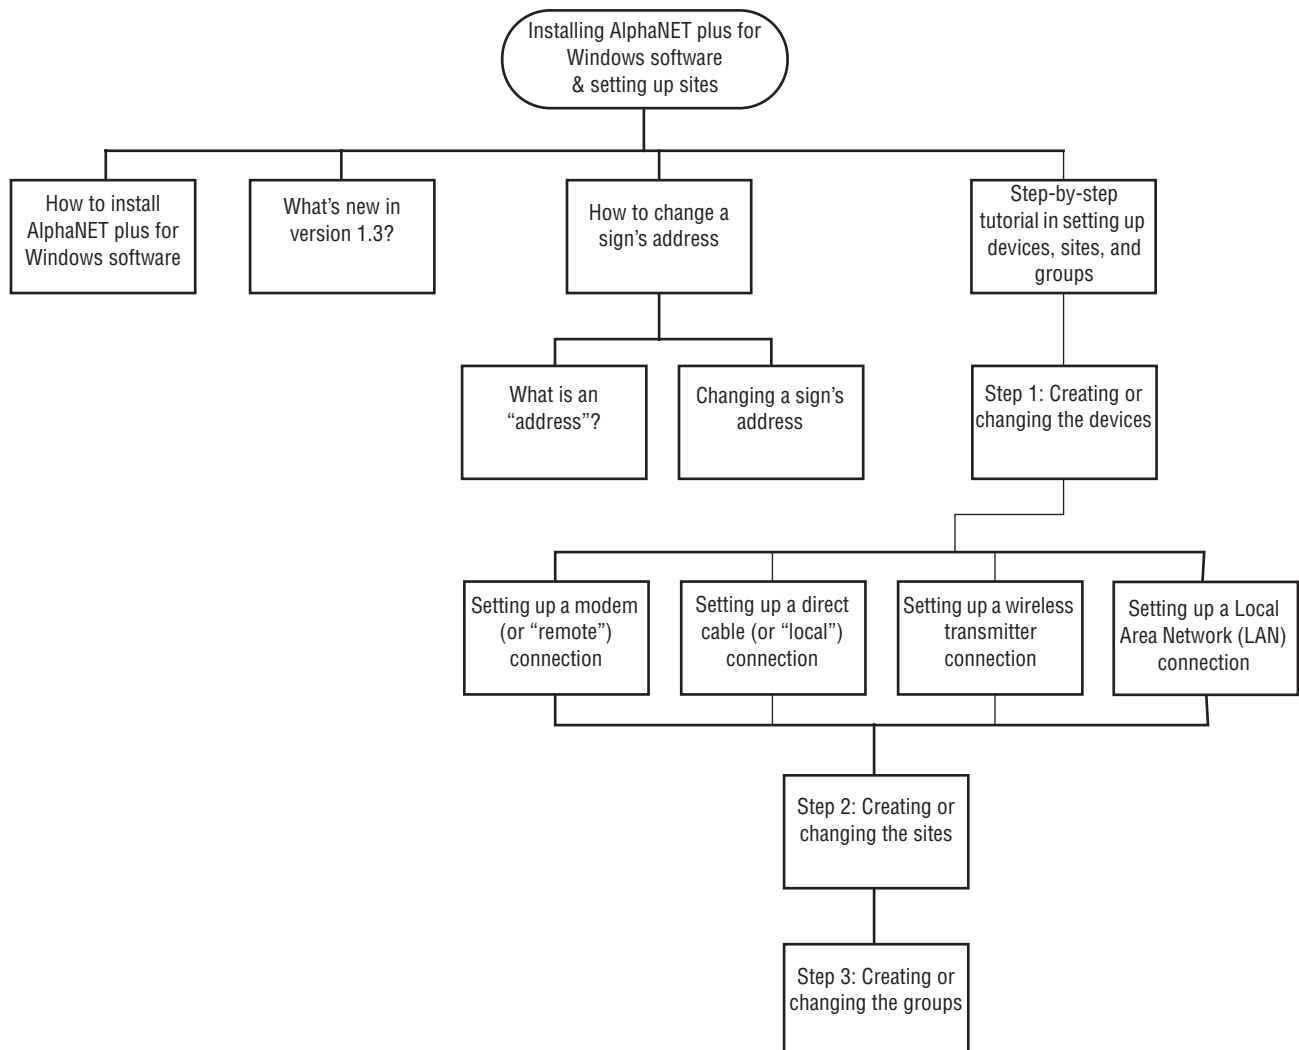 Installing AlphaNET plus for
Windows software
& setting up sites
How to install
AlphaNET plus for
Windows software
What’s new in
version 1.3?
How to change a
sign’s address
Step-by-step
tutorial in setting up
devices, sites, and
groups
What is an
“address”?
Changing a sign’s
address
Step 1: Creating or
changing the devices
Setting up a modem
(or “remote”)
connection
Setting up a direct
cable (or “local”)
connection
Setting up a wireless
transmitter
connection
Setting up a Local
Area Network (LAN)
connection
Step 2: Creating or
changing the sites
Step 3: Creating or
changing the groups